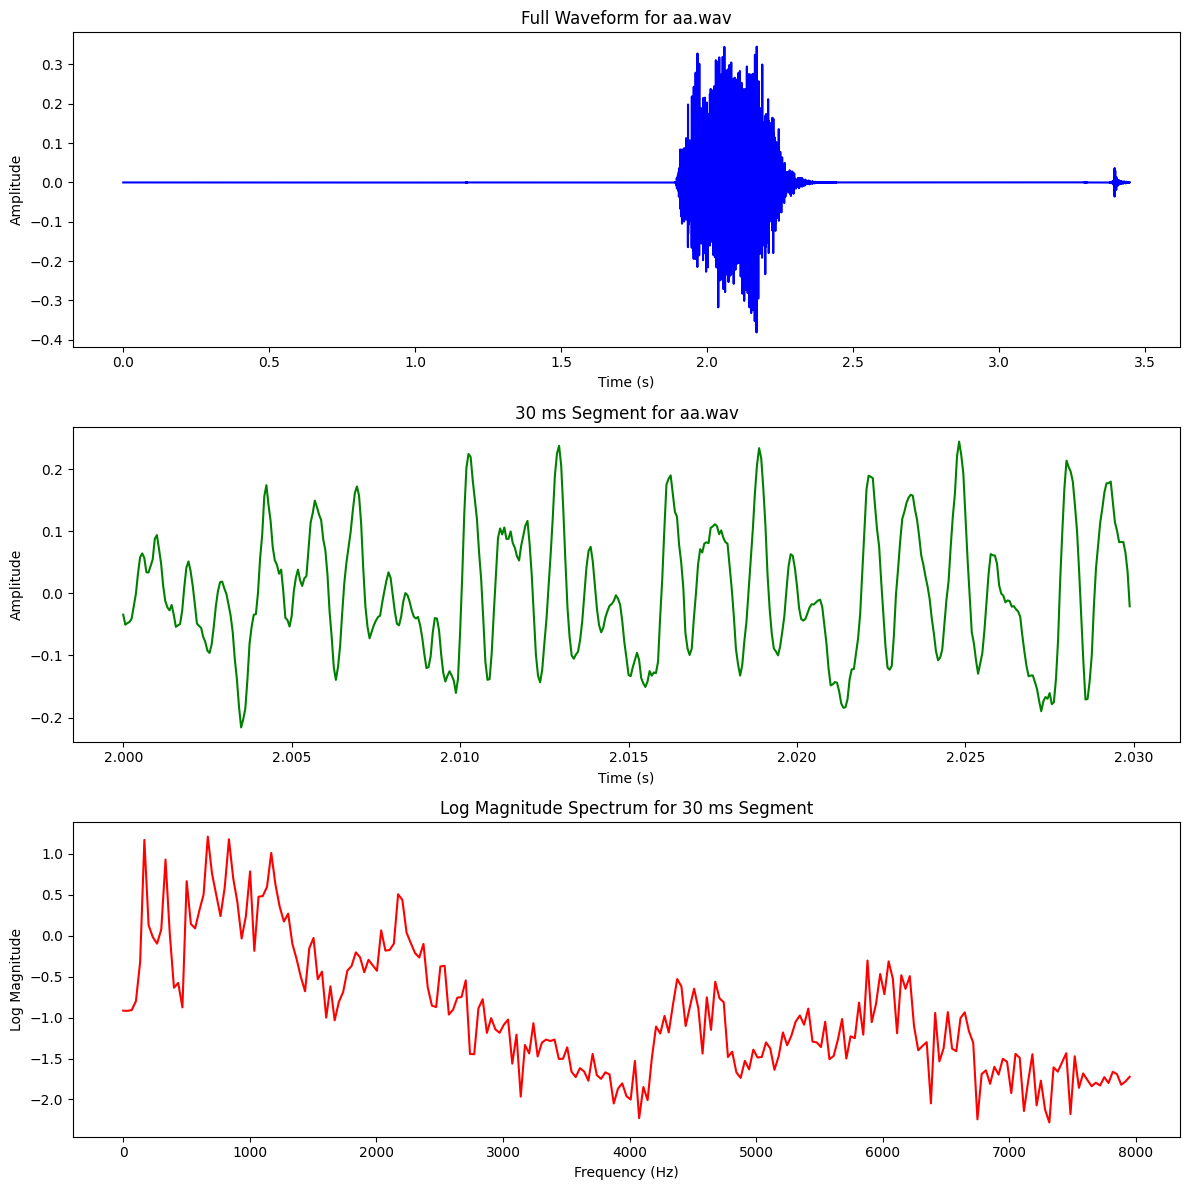 Full Waveform for aa.wav
0.3
0.2
0.1
0.0
−0.1
−0.2
−0.3
−0.4
Amplitude
0.0 0.5 1.0 1.5 2.0 2.5 3.0 3.5
Time (s)
30 ms Segment for aa.wav
0.2
0.1
0.0
−0.1
−0.2
Amplitude
2.000 2.005 2.010 2.015 2.020 2.025 2.030
Time (s)
Log Magnitude Spectrum for 30 ms Segment
1.0
0.5
0.0
−0.5
−1.0
−1.5
−2.0
Log Magnitude
0 1000 2000 3000 4000 5000 6000 7000 8000
Frequency (Hz)